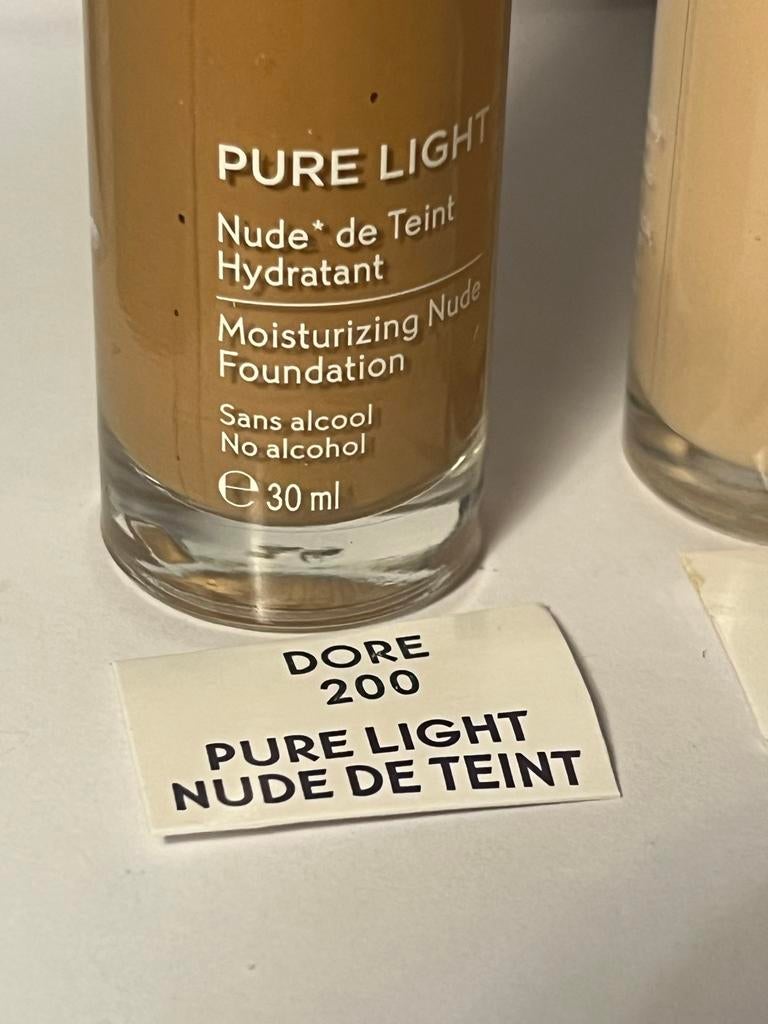 PURE LIGHT
Nude* de Teint
Hydratant
Moisturizing Nude
Foundation
Sans alcool
No alcohol
℮ 30 ml
DORE
200
PURE LIGHT
NUDE DE TEINT